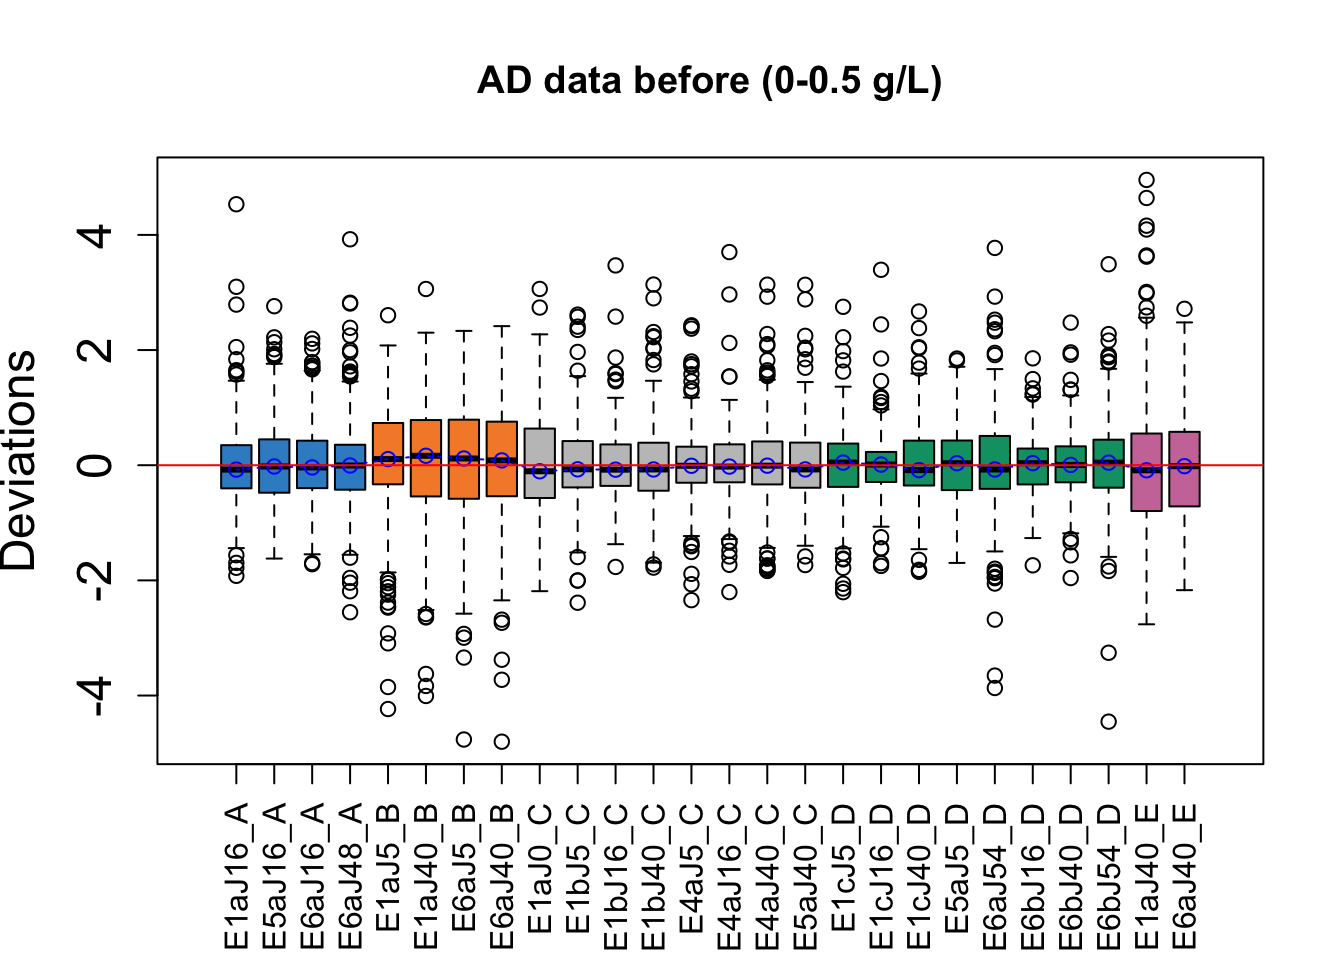 AD data before (0-0.5 g/L)
Deviations
4
2
0
-2
-4
E1aJ16_A
E5aJ16_A
E6aJ16_A
E6aJ48_A
E1aJ5_B
E1aJ40_B
E6aJ5_B
E6aJ40_B
E1aJ0_C
E1bJ5_C
E1bJ16_C
E1bJ40_C
E4aJ5_C
E4aJ16_C
E4aJ40_C
E5aJ40_C
E1cJ5_D
E1cJ16_D
E1cJ40_D
E5aJ5_D
E6aJ54_D
E6bJ16_D
E6bJ40_D
E6bJ54_D
E1aJ40_E
E6aJ40_E